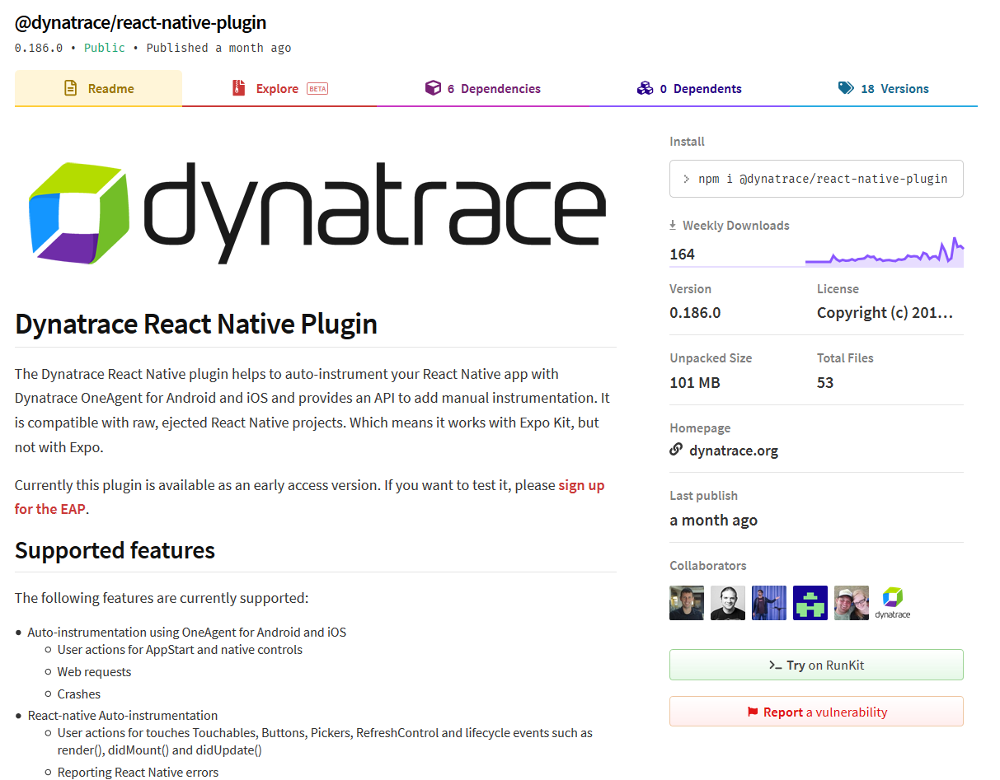 @dynatrace/react-native-plugin
0.186.0 • Public • Published a month ago
Readme
Explore BETA
6 Dependencies
0 Dependents
18 Versions
dynatrace
Dynatrace React Native Plugin
The Dynatrace React Native plugin helps to auto-instrument your React Native app with
Dynatrace OneAgent for Android and iOS and provides an API to add manual instrumentation. It
is compatible with raw, ejected React Native projects. Which means it works with Expo Kit, but
not with Expo.
Currently this plugin is available as an early access version. If you want to test it, please sign up
for the EAP.
Supported features
The following features are currently supported:
• Auto-instrumentation using OneAgent for Android and iOS
◦ User actions for AppStart and native controls
◦ Web requests
◦ Crashes
• React-native Auto-instrumentation
◦ User actions for touches Touchables, Buttons, Pickers, RefreshControl and lifecycle events such as
render(), didMount() and didUpdate()
◦ Reporting React Native errors
Install
> npm i @dynatrace/react-native-plugin
Weekly Downloads
164
Version
0.186.0
License
Copyright (c) 201…
Unpacked Size
101 MB
Total Files
53
Homepage
dynatrace.org
Last publish
a month ago
Collaborators
dynatrace
Try on RunKit
Report a vulnerability